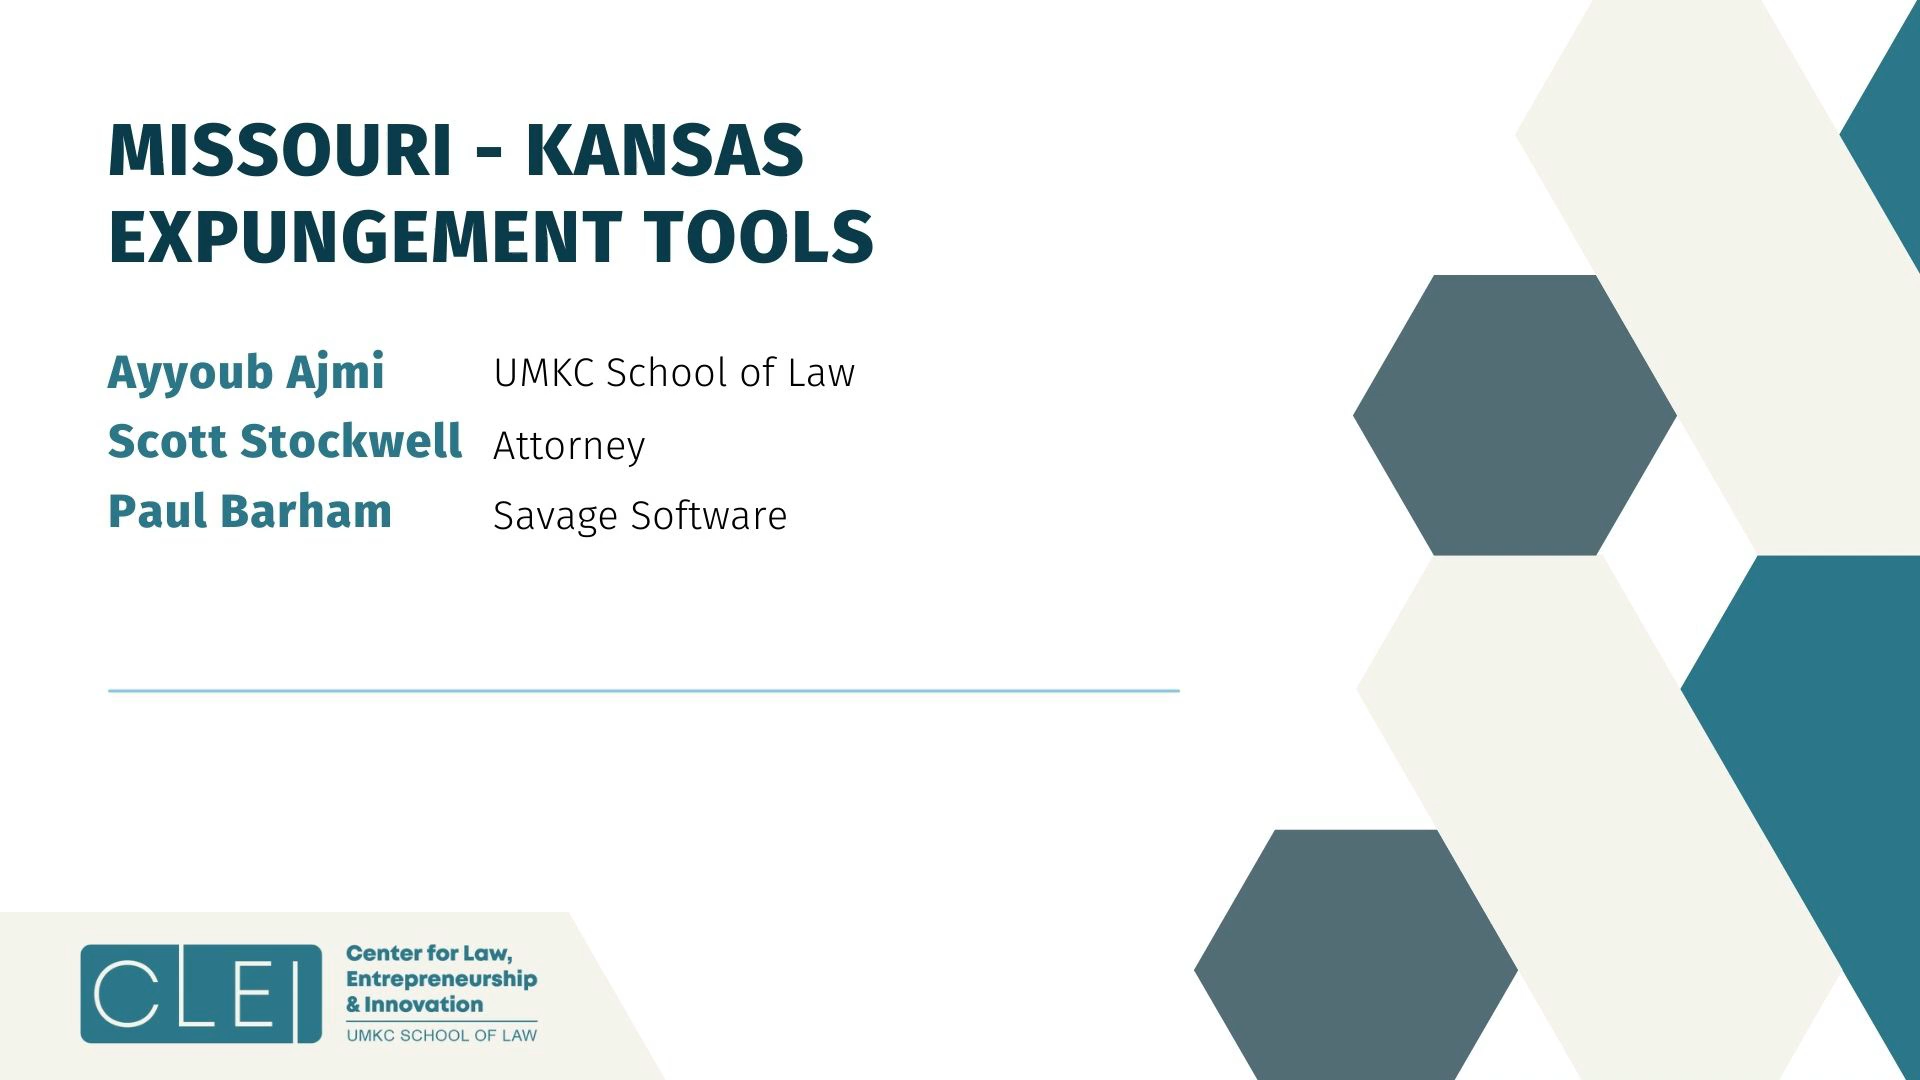 MISSOURI - KANSAS
EXPUNGEMENT TOOLS
Ayyoub Ajmi UMKC School of Law
Scott Stockwell Attorney
Paul Barham Savage Software
CLEI
Center for Law,
Entrepreneurship
& Innovation
UMKC SCHOOL OF LAW